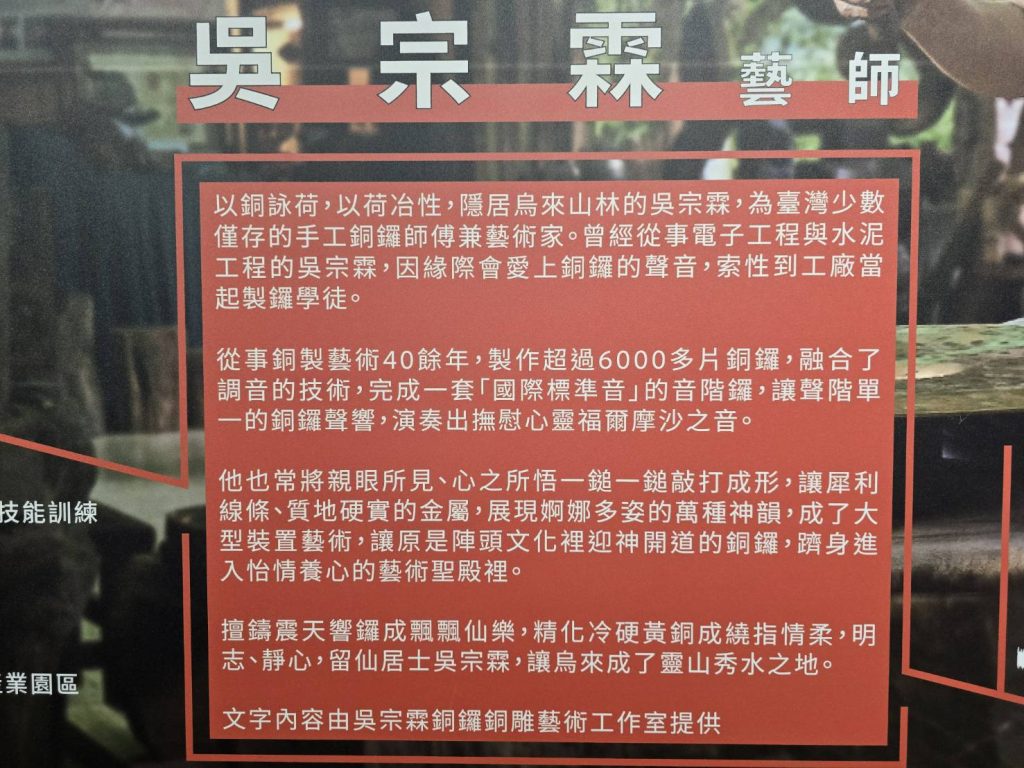 吳宗霖藝師
以銅詠荷，以荷冶性，隱居烏來山林的吳宗霖，為臺灣少數
僅存的手工銅鑼師傅兼藝術家。曾經從事電子工程與水泥
工程的吳宗霖，因緣際會愛上銅鑼的聲音，索性到工廠當
起製鑼學徒。
從事銅製藝術40餘年，製作超過6000多片銅鑼，融合了
調音的技術，完成一套「國際標準音」的音階鑼，讓聲階單
一的銅鑼聲響，演奏出撫慰心靈福爾摩沙之音。
他也常將親眼所見、心之所悟一鎚一鎚敲打成形，讓犀利
線條、質地硬實的金屬，展現婀娜多姿的萬種神韻，成了大
型裝置藝術，讓原是陣頭文化裡迎神開道的銅鑼，躋身進
入怡情養心的藝術聖殿裡。
擅鑄震天響鑼成飄飄仙樂，精化冷硬黃銅成繞指情柔，明
志、靜心，留仙居士吳宗霖，讓烏來成了靈山秀水之地。
文字內容由吳宗霖銅鑼銅雕藝術工作室提供
技能訓練
業園區